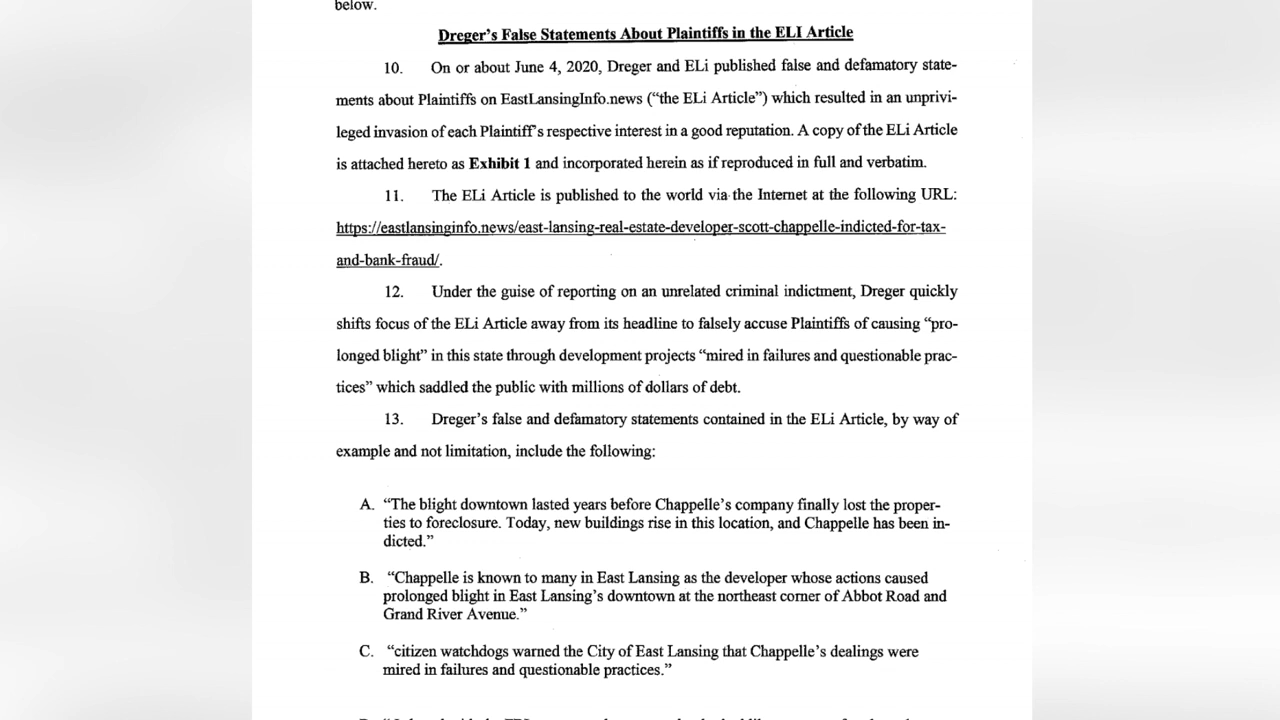 below.
Dreger's False Statements About Plaintiffs in the ELI Article
10. On or about June 4, 2020, Dreger and ELi published false and defamatory state-
ments about Plaintiffs on EastLansingInfo.news ("the ELi Article") which resulted in an unprivi-
leged invasion of each Plaintiff's respective interest in a good reputation. A copy of the ELi Article
is attached hereto as Exhibit 1 and incorporated herein as if reproduced in full and verbatim.
11. The ELi Article is published to the world via the Internet at the following URL:
https://eastlansinginfo.news/east-lansing-real-estate-developer-scott-chappelle-indicted-for-tax-
and-bank-fraud/.
12. Under the guise of reporting on an unrelated criminal indictment, Dreger quickly
shifts focus of the ELi Article away from its headline to falsely accuse Plaintiffs of causing "pro-
longed blight" in this state through development projects "mired in failures and questionable prac-
tices" which saddled the public with millions of dollars of debt.
13. Dreger's false and defamatory statements contained in the ELi Article, by way of
example and not limitation, include the following:
A. "The blight downtown lasted years before Chappelle's company finally lost the proper-
ties to foreclosure. Today, new buildings rise in this location, and Chappelle has been in-
dicted."
B. "Chappelle is known to many in East Lansing as the developer whose actions caused
prolonged blight in East Lansing's downtown at the northeast corner of Abbot Road and
Grand River Avenue."
C. "citizen watchdogs warned the City of East Lansing that Chappelle's dealings were
mired in failures and questionable practices."